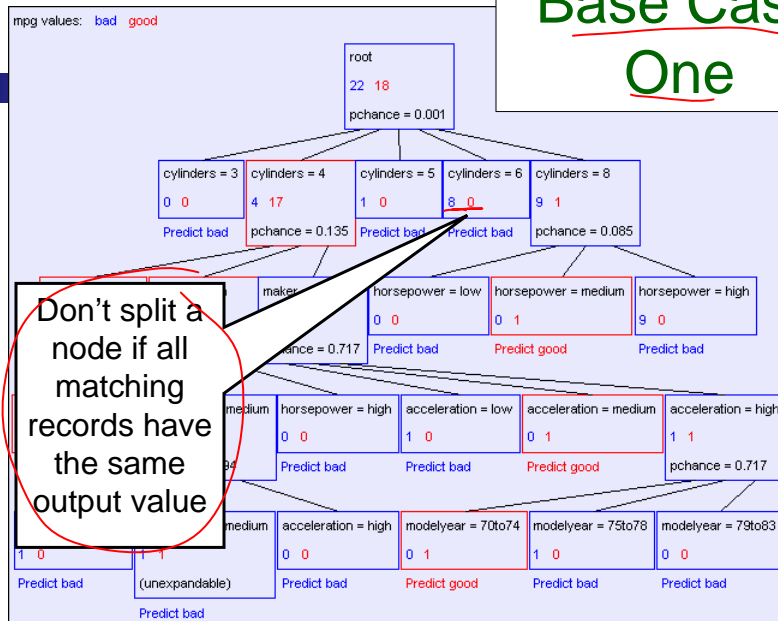 Base Cas
One
mpg values: bad good
root
22 18
pchance = 0.001
cylinders = 3
0 0
Predict bad
cylinders = 4
4 17
pchance = 0.135
cylinders = 5
1 0
Predict bad
cylinders = 6
8 0
Predict bad
cylinders = 8
9 1
pchance = 0.085
maker
ance = 0.717
horsepower = low
0 0
Predict bad
horsepower = medium
0 1
Predict good
horsepower = high
9 0
Predict bad
Don't split a
node if all
matching
records have
the same
output value
medium
94
horsepower = high
0 0
Predict bad
acceleration = low
1 0
Predict bad
acceleration = medium
0 1
Predict good
acceleration = high
1 1
pchance = 0.717
1 0
Predict bad
medium
1 1
(unexpandable)
Predict bad
acceleration = high
0 0
Predict bad
modelyear = 70to74
0 1
Predict good
modelyear = 75to78
1 0
Predict bad
modelyear = 79to83
0 0
Predict bad